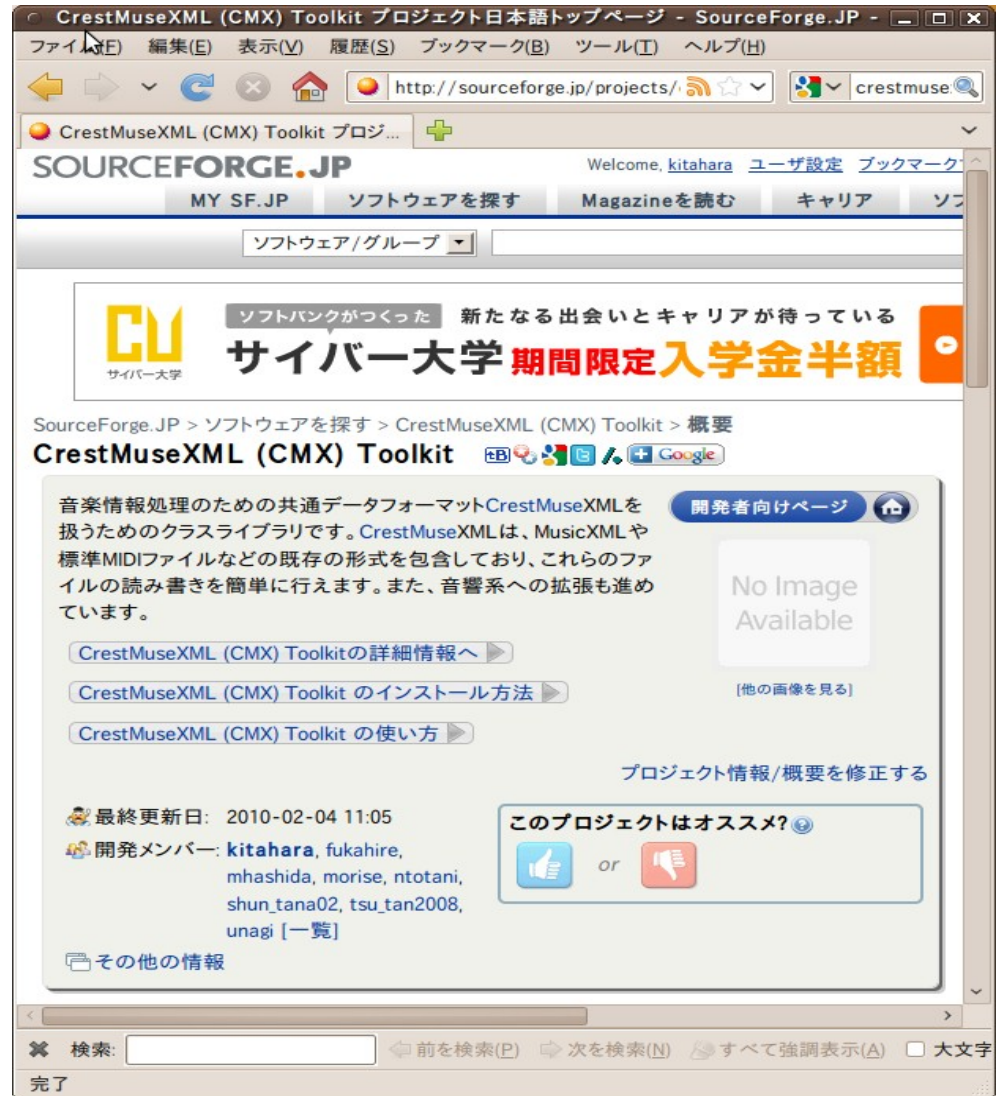 CrestMuseXML (CMX) Toolkit プロジェクト日本語トップページ - SourceForge.JP -
ファイル(F) 編集(E) 表示(V) 履歴(S) ブックマーク(B) ツール(T) ヘルプ(H)
http://sourceforge.jp/projects/ crestmuse
CrestMuseXML (CMX) Toolkit プロジ...
SOURCEFORGE.JP Welcome, kitahara ユーザ設定 ブックマーク
MY SF.JP ソフトウェアを探す Magazineを読む キャリア ソフ
ソフトウェア/グループ
ソフトバンクがつくった 新たなる出会いとキャリアが待っている
サイバー大学 期間限定入学金半額
CU サイバー大学
SourceForge.JP > ソフトウェアを探す > CrestMuseXML (CMX) Toolkit > 概要
CrestMuseXML (CMX) Toolkit tB Google
音楽情報処理のための共通データフォーマットCrestMuseXMLを
扱うためのクラスライブラリです。CrestMuseXMLは、MusicXMLや
標準MIDIファイルなどの既存の形式を包含しており、これらのファ
イルの読み書きを簡単に行えます。また、音響系への拡張も進め
ています。
開発者向けページ
No Image
Available
[他の画像を見る]
CrestMuseXML (CMX) Toolkitの詳細情報へ
CrestMuseXML (CMX) Toolkit のインストール方法
CrestMuseXML (CMX) Toolkit の使い方
プロジェクト情報/概要を修正する
最終更新日: 2010-02-04 11:05
開発メンバー: kitahara, fukahire,
mhashida, morise, ntotani,
shun_tana02, tsu_tan2008,
unagi [一覧]
その他の情報
このプロジェクトはオススメ?
or
検索: 前を検索(P) 次を検索(N) すべて強調表示(A) 大文字
完了